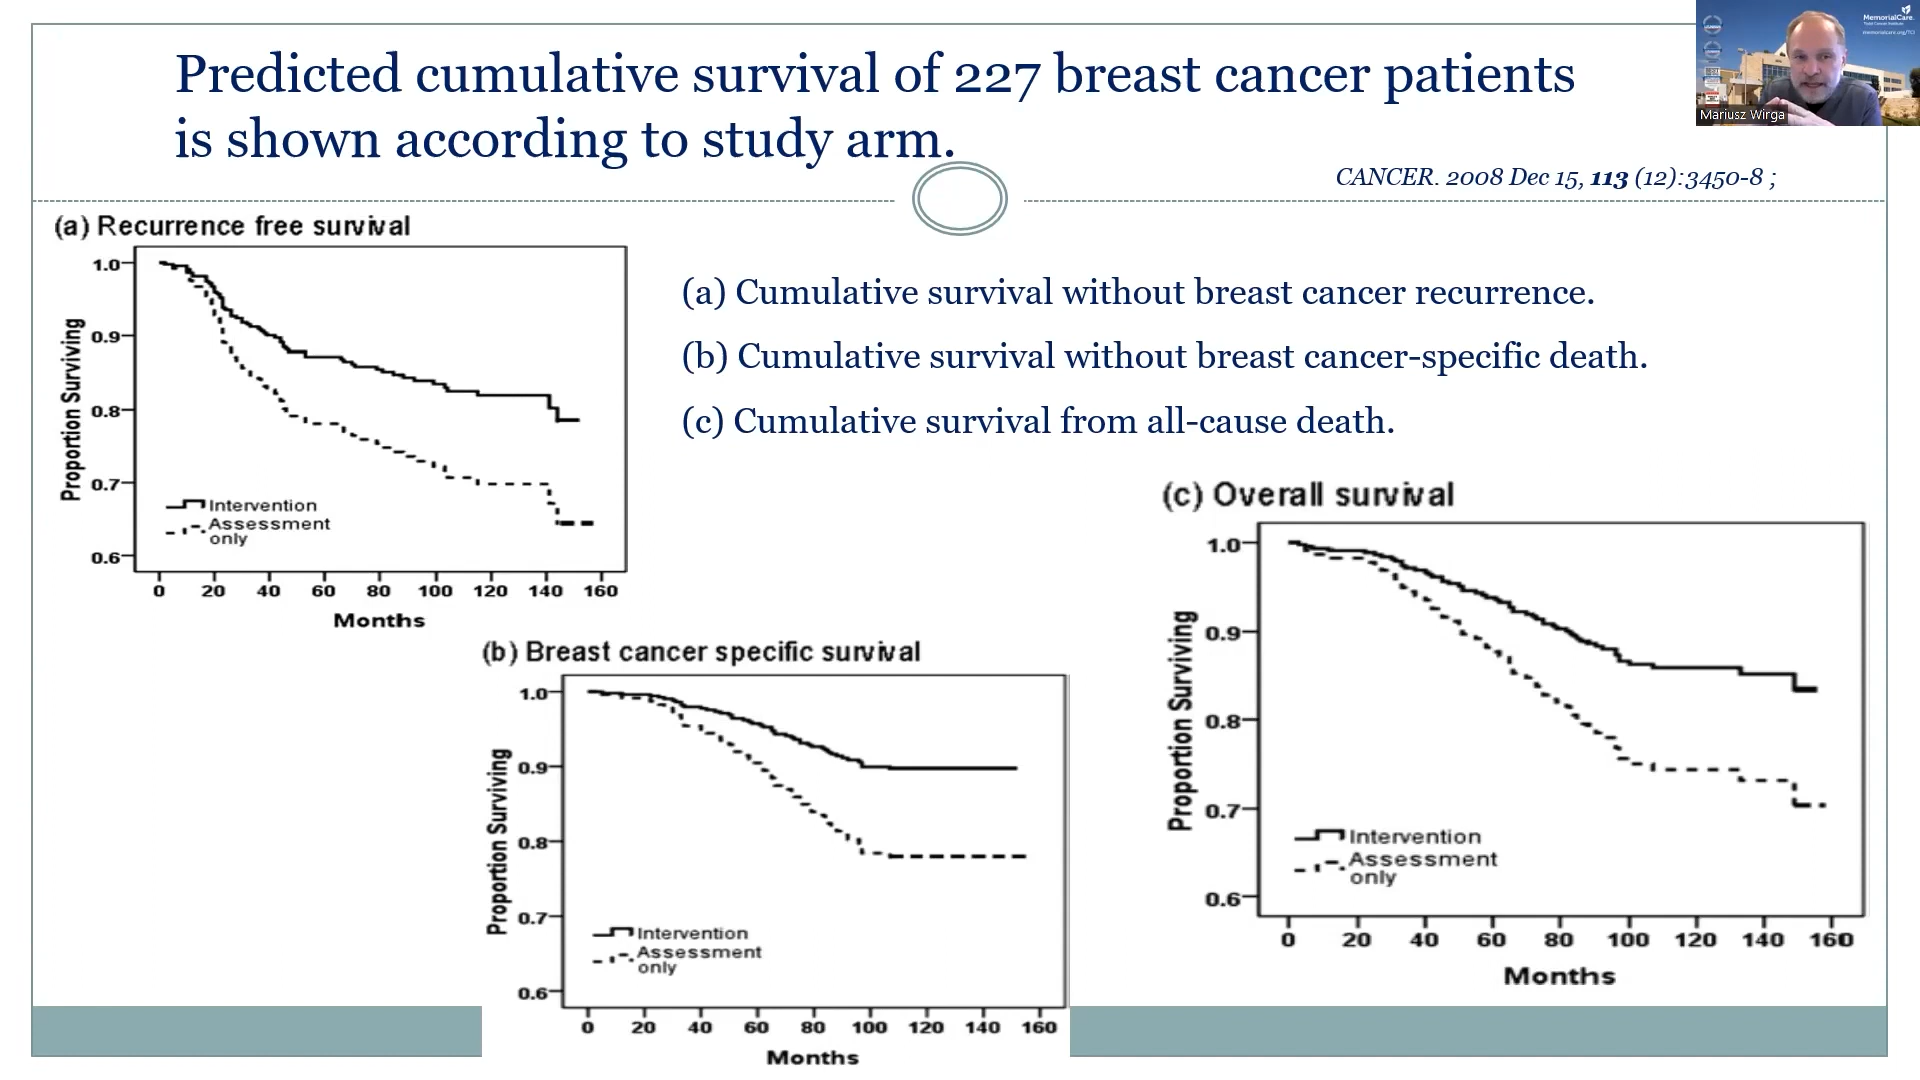 Predicted cumulative survival of 227 breast cancer patients
is shown according to study arm.
CANCER. 2008 Dec 15, 113 (12):3450-8 ;
MemorialCare.
Mariusz Wirga
(a) Recurrence free survival
1.0
0.9
0.8
0.7
0.6
Proportion Surviving
Intervention
Assessment
only
0 20 40 60 80 100 120 140 160
Months
(a) Cumulative survival without breast cancer recurrence.
(b) Cumulative survival without breast cancer-specific death.
(c) Cumulative survival from all-cause death.
(b) Breast cancer specific survival
1.0
0.9
0.8
0.7
0.6
Proportion Surviving
Intervention
Assessment
only
0 20 40 60 80 100 120 140 160
Months
(c) Overall survival
1.0
0.9
0.8
0.7
0.6
Proportion Surviving
Intervention
Assessment
only
0 20 40 60 80 100 120 140 160
Months